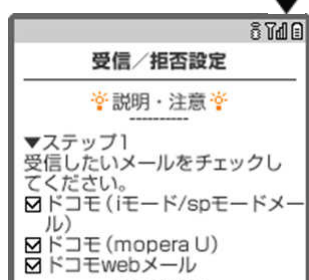 受信／拒否設定
説明・注意
▼ステップ1
受信したいメールをチェックし
てください。
ドコモ(iモード/spモードメー
ル)
ドコモ(mopera U)
ドコモwebメール